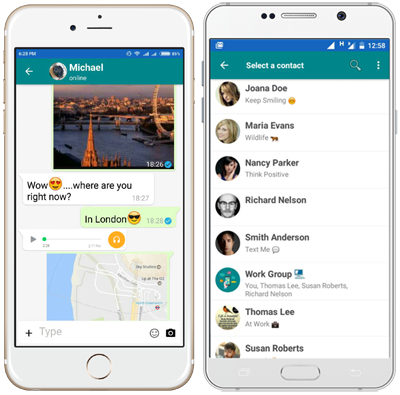 6:28 PM
Michael
online
18:26
Wow😍....where are you
right now?
18:27
In London😎
18:28
Type
H 12:58
Select a contact
Joana Doe
Keep Smiling 😊
Maria Evans
Wildlife 🐅
Nancy Parker
Think Positive
Richard Nelson
Smith Anderson
Text Me 💬
Work Group
You, Thomas Lee, Susan Roberts,
Richard Nelson
Thomas Lee
At Work 💼
Susan Roberts